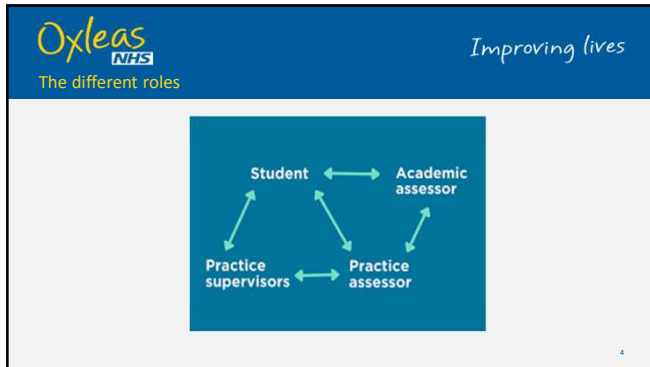 Oxleas
NHS
Improving lives
The different roles
Student
Academic
assessor
Practice
supervisors
Practice
assessor
4